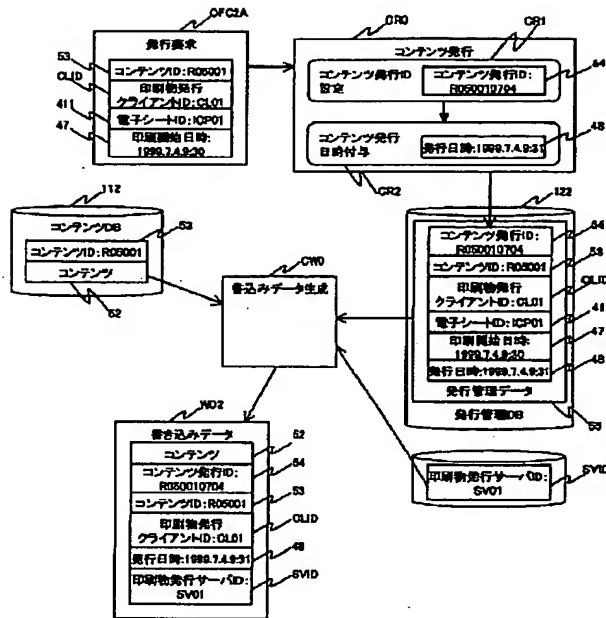 OFC2A
発行要求
53
コンテンツID:R05001
CLID
印刷物発行
クライアントID:CL01
411
電子シートID:ICP01
47
印刷開始日時:
1999.7.4.9:30
CR0
CR1
コンテンツ発行
コンテンツ発行ID
設定
コンテンツ発行ID:
R050010704
54
コンテンツ発行
日時付与
発行日時:1999.7.4.9:31
48
CR2
112
コンテンツDB
53
コンテンツID:R05001
コンテンツ
52
CW0
書込みデータ生成
122
コンテンツ発行ID:
R050010704
54
コンテンツID:R05001
53
印刷物発行
クライアントID:CL01
CLID
電子シートID:ICP01
41
印刷開始日時:
1999.7.4.9:30
47
発行日時:1999.7.4.9:31
48
発行管理データ
発行管理DB
55
印刷物発行サーバID:
SV01
SVID
WD2
書き込みデータ
コンテンツ
52
コンテンツ発行ID:
R050010704
54
コンテンツID:R05001
53
印刷物発行
クライアントID:CL01
CLID
発行日時:1999.7.4.9:31
48
印刷物発行サーバID:
SV01
SVID